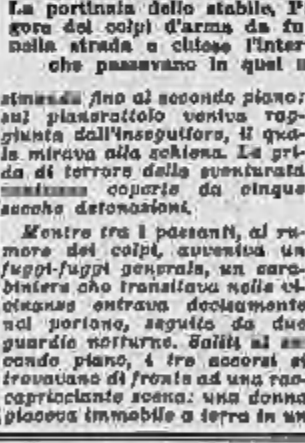 La portinaia dello stabile, l'
gore dei colpi d'arma da fu
nella strada e chiese l'inter
che passavano in quel m
fino al secondo piano:
sul pianerottolo veniva rag-
giunta dall'inseguitore, il qua-
le mirava alla schiena. Le gri-
da di terrore della sventurata
coperte da cinque
secche detonazioni.
Mentre tra i passanti, al ru-
more dei colpi, avveniva un
fuggi-fuggi generale, un cara-
biniere che transitava nelle vi-
cinanze entrava decisamente
nel portone, seguito da due
guardie notturne. Saliti al se-
condo piano, i tre accorsi si
trovavano di fronte ad una rac-
capricciante scena: una donna
giaceva immobile a terra in un